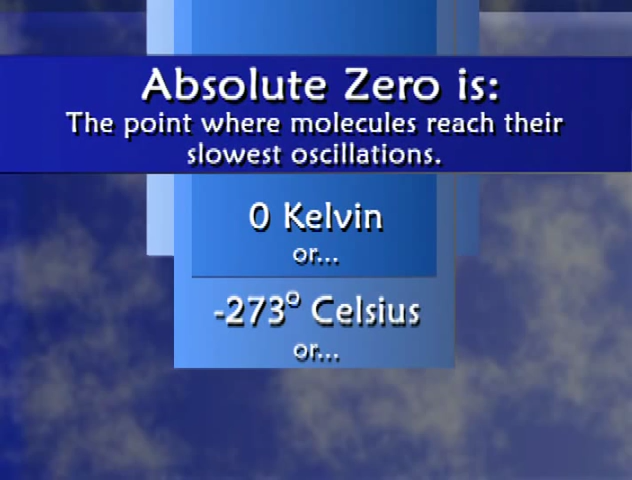 Absolute Zero is:
The point where molecules reach their
slowest oscillations.
0 Kelvin
or...
-273° Celsius
or...